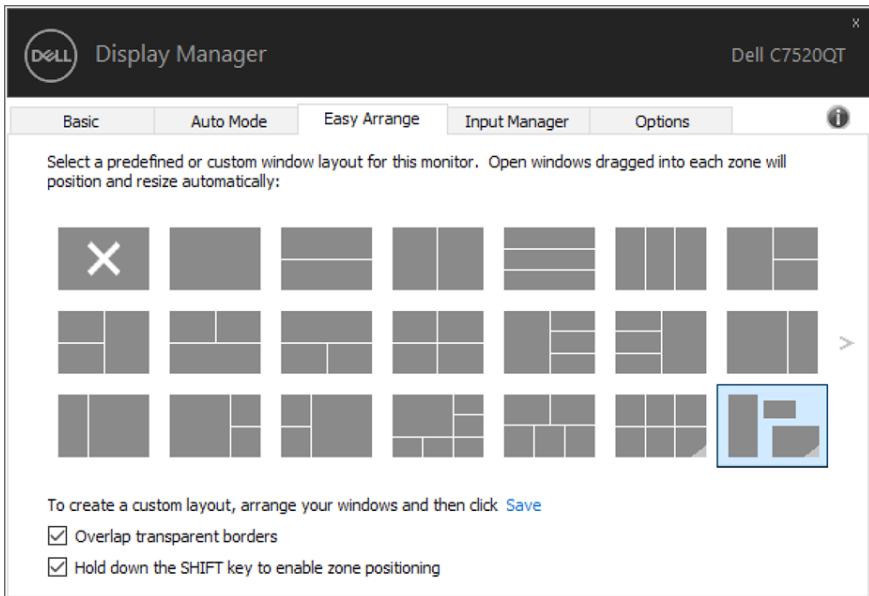 x
DELL
Display Manager
Dell C7520QT
Basic
Auto Mode
Easy Arrange
Input Manager
Options
i
Select a predefined or custom window layout for this monitor.  Open windows dragged into each zone will
position and resize automatically:
>
To create a custom layout, arrange your windows and then click Save
Overlap transparent borders
Hold down the SHIFT key to enable zone positioning